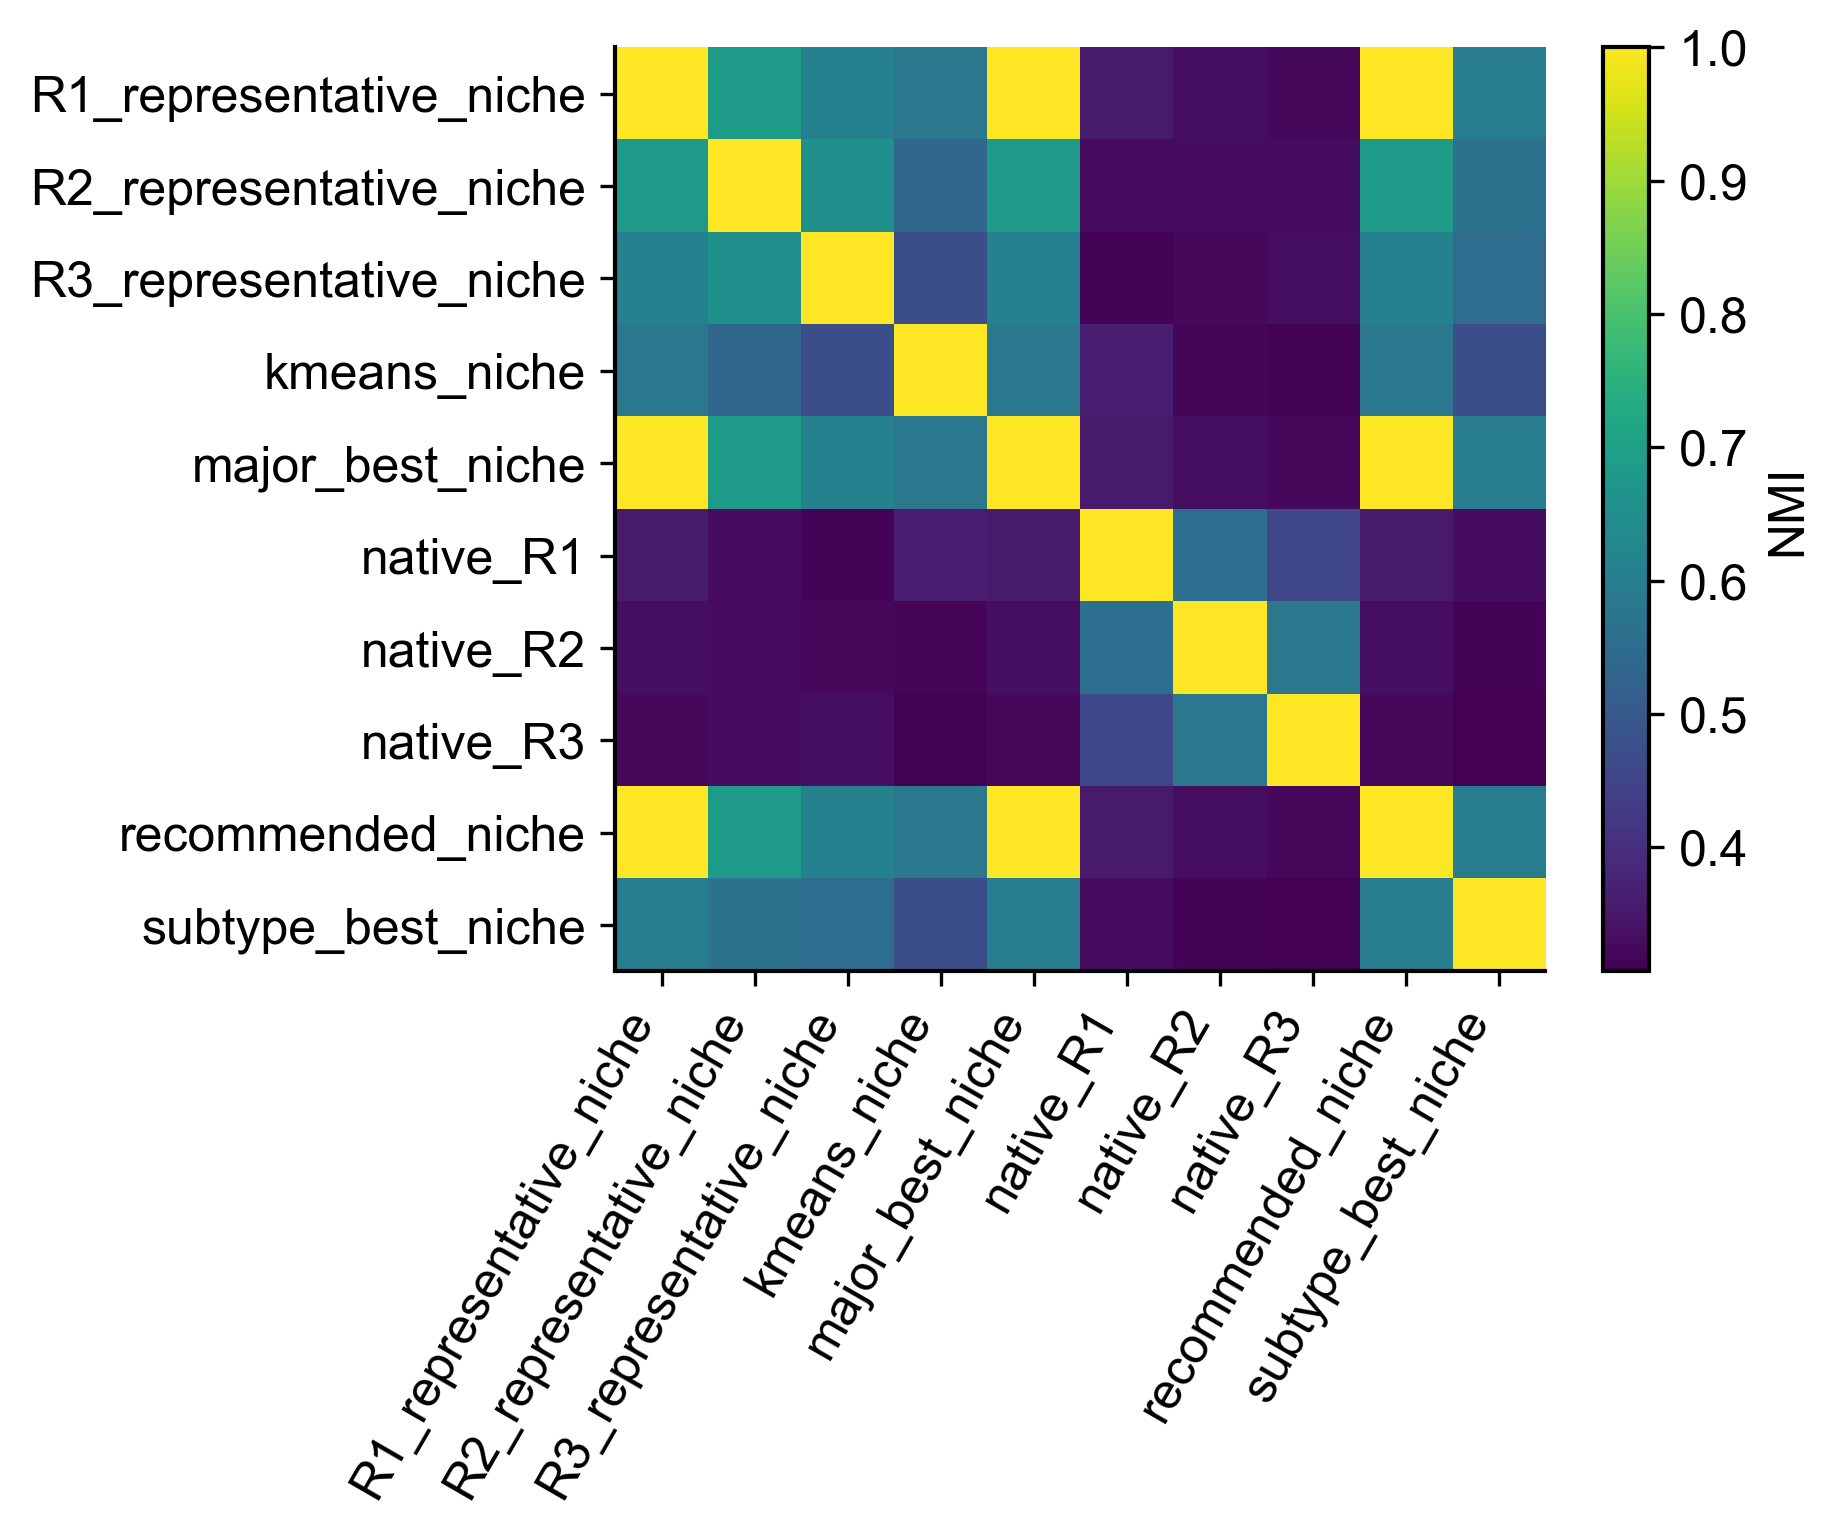 R1_representative_niche
R2_representative_niche
R3_representative_niche
kmeans_niche
major_best_niche
native_R1
native_R2
native_R3
recommended_niche
subtype_best_niche
R1_representative_niche
R2_representative_niche
R3_representative_niche
kmeans_niche
major_best_niche
native_R1
native_R2
native_R3
recommended_niche
subtype_best_niche
1.0
0.9
0.8
0.7
0.6
0.5
0.4
NMI